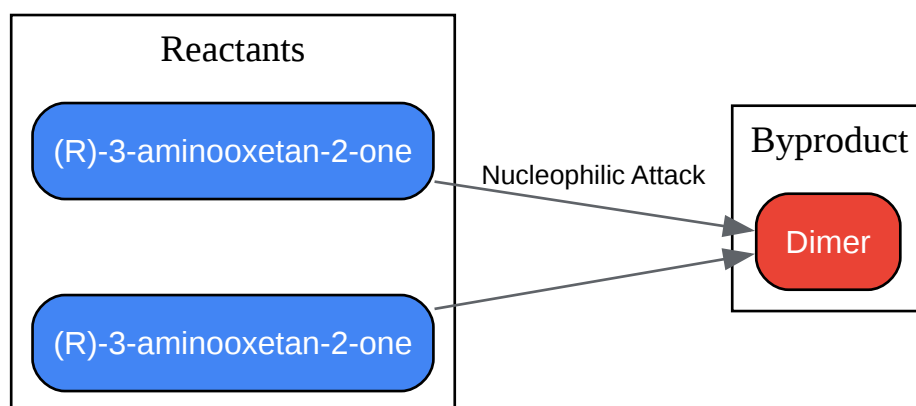 Reactants
(R)-3-aminooxetan-2-one
Nucleophilic Attack
Byproduct
Dimer
(R)-3-aminooxetan-2-one